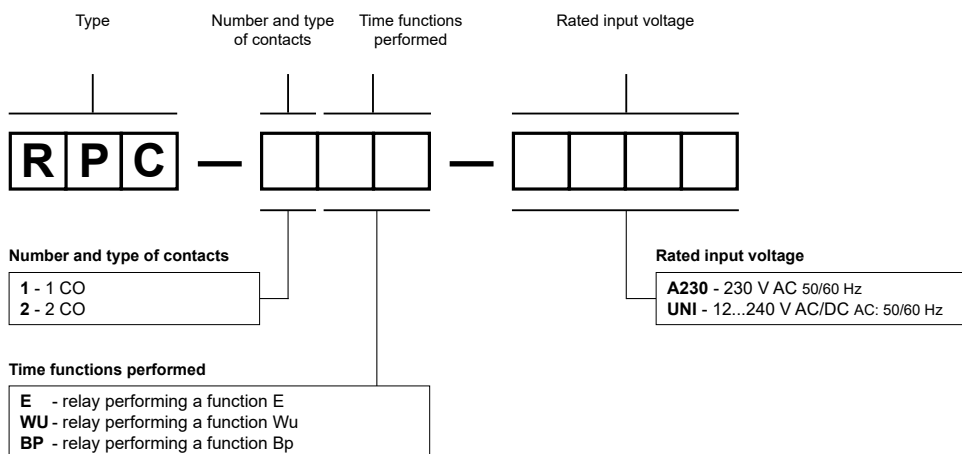 Type
Number and type
of contacts
Time functions
performed
Rated input voltage
R P C — —
Number and type of contacts
1 - 1 CO
2 - 2 CO
Rated input voltage
A230 - 230 V AC 50/60 Hz
UNI - 12...240 V AC/DC AC: 50/60 Hz
Time functions performed
E - relay performing a function E
WU - relay performing a function Wu
BP - relay performing a function Bp